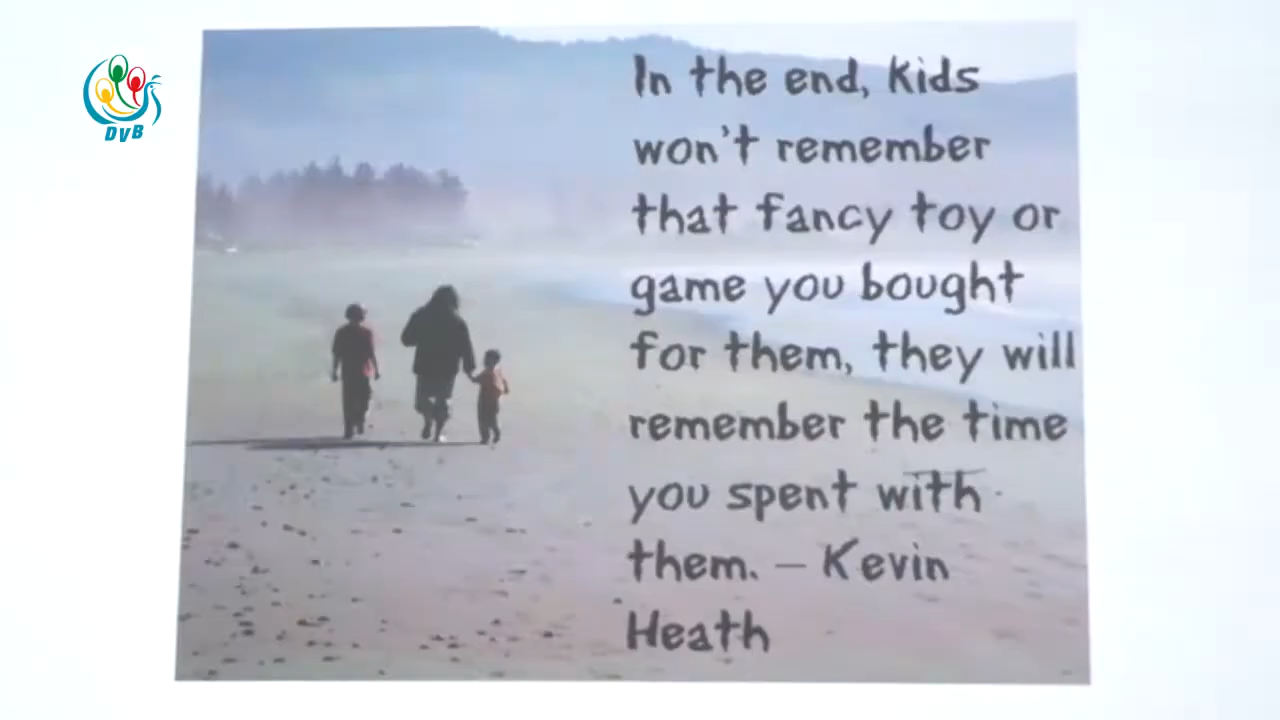 DVB
In the end, kids
won't remember
that fancy toy or
game you bought
for them, they will
remember the time
you spent with
them. – Kevin
Heath